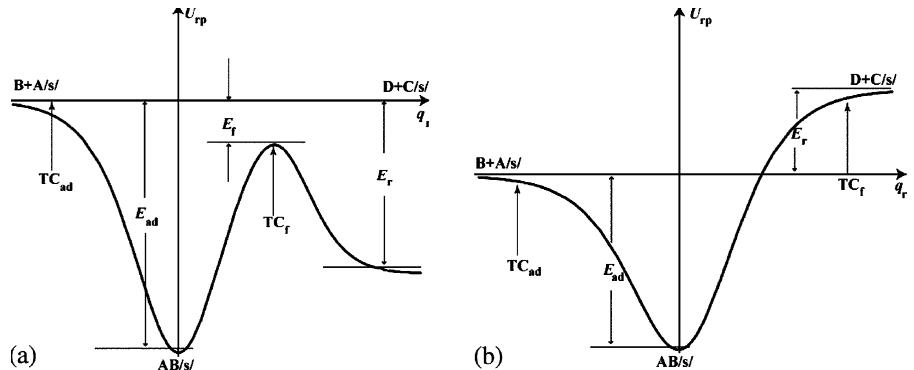 U_rp
B+A/s/
D+C/s/
q_r
E_f
TC_ad
E_r
E_ad
TC_f
AB/s/
(a)
U_rp
D+C/s/
E_r
B+A/s/
TC_f
q_r
TC_ad
E_ad
AB/s/
(b)